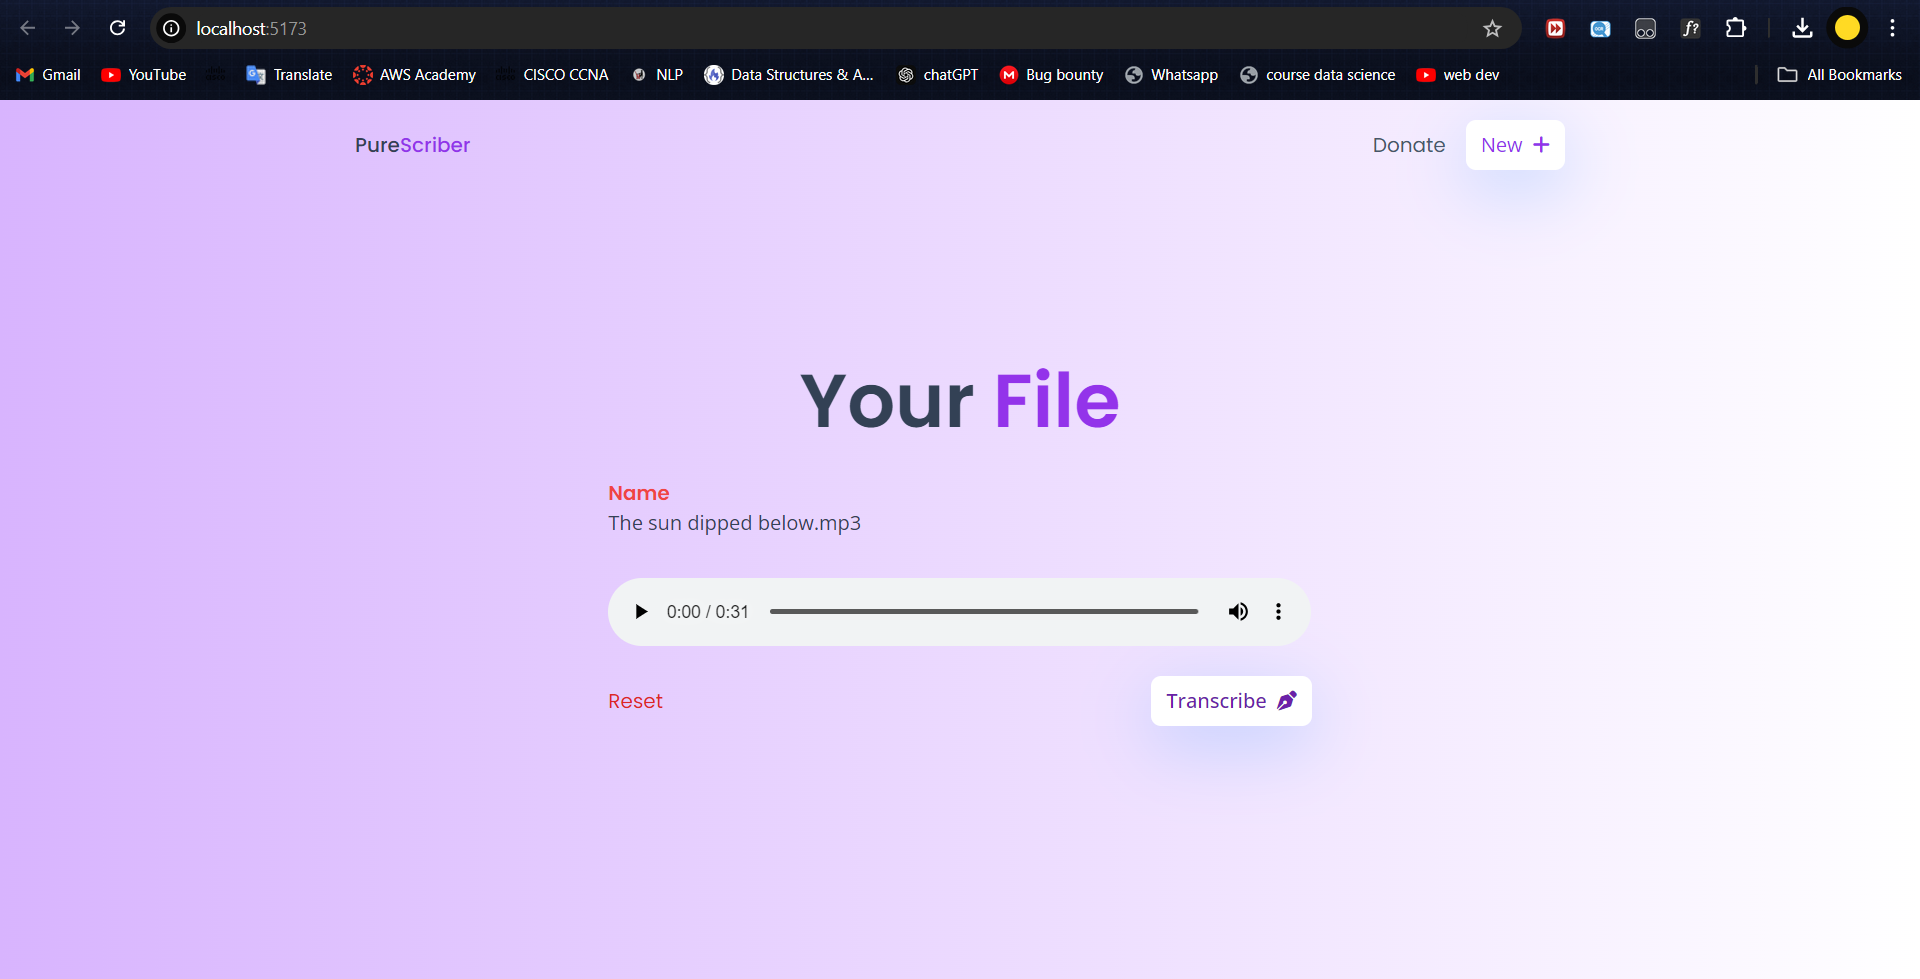 localhost:5173
Gmail YouTube Translate AWS Academy CISCO CCNA NLP Data Structures & A... chatGPT Bug bounty Whatsapp course data science web dev All Bookmarks
PureScriber Donate New +
Your File
Name
The sun dipped below.mp3
0:00 / 0:31
Reset Transcribe